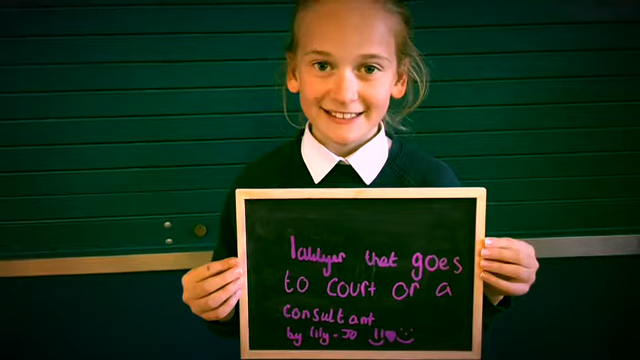 lawyer that goes
to court or a
consultant
by lily-Jo